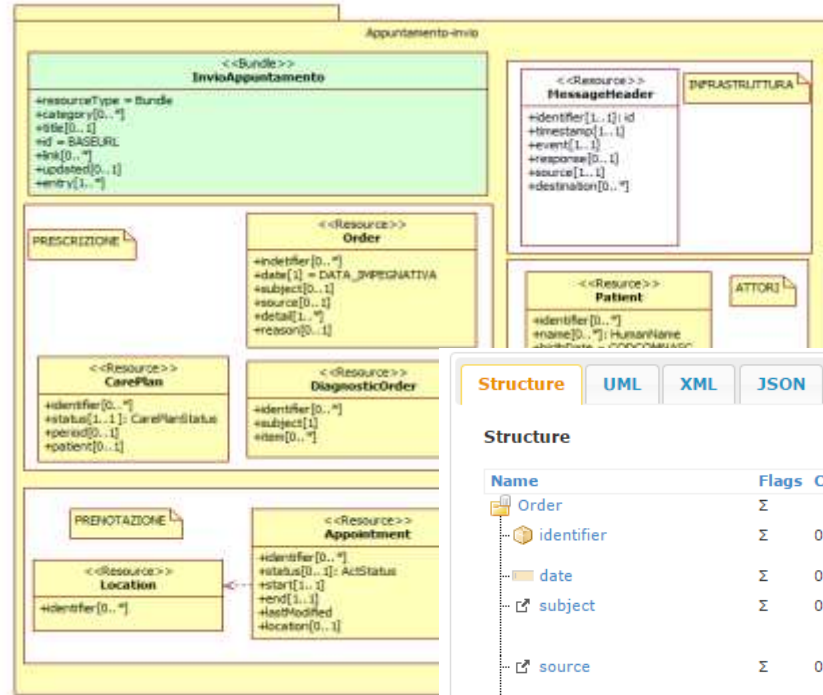 Appuntamento-invio
<<Bundle>>
InvioAppuntamento
+resourceType = Bundle
+category[0..*]
+title[0..1]
+id = BASEURL
+link[0..*]
+updated[0..1]
+entry[1..*]
<<Resource>>
MessageHeader
+identifier[1..1]: id
+timestamp[1..1]
+event[1..1]
+response[0..1]
+source[1..1]
+destination[0..*]
INFRASTRUTTURA
PRESCRIZIONE
<<Resource>>
Order
+indetifier[0..*]
+date[1] = DATA_IMPEGNATIVA
+subject[0..1]
+source[0..1]
+detail[1..*]
+reason[0..1]
<<Resurce>>
Patient
+identifier[0..*]
+name[0..*]: HumanName
ATTORI
<<Resource>>
CarePlan
+identifier[0..*]
+status[1..1]: CarePlanStatus
+period[0..1]
+patient[0..1]
<<Resource>>
DiagnosticOrder
+identifier[0..*]
+subject[1]
+item[0..*]
PRENOTAZIONE
<<Resource>>
Location
+identifier[0..*]
<<Resource>>
Appointment
+identifier[0..*]
+status[0..1]: ActStatus
+start[1..1]
+end[1..1]
+lastModified
+location[0..1]
Structure UML XML JSON
Structure
Name Flags C
Order Σ
identifier Σ 0
date Σ 0
subject Σ 0
source Σ 0